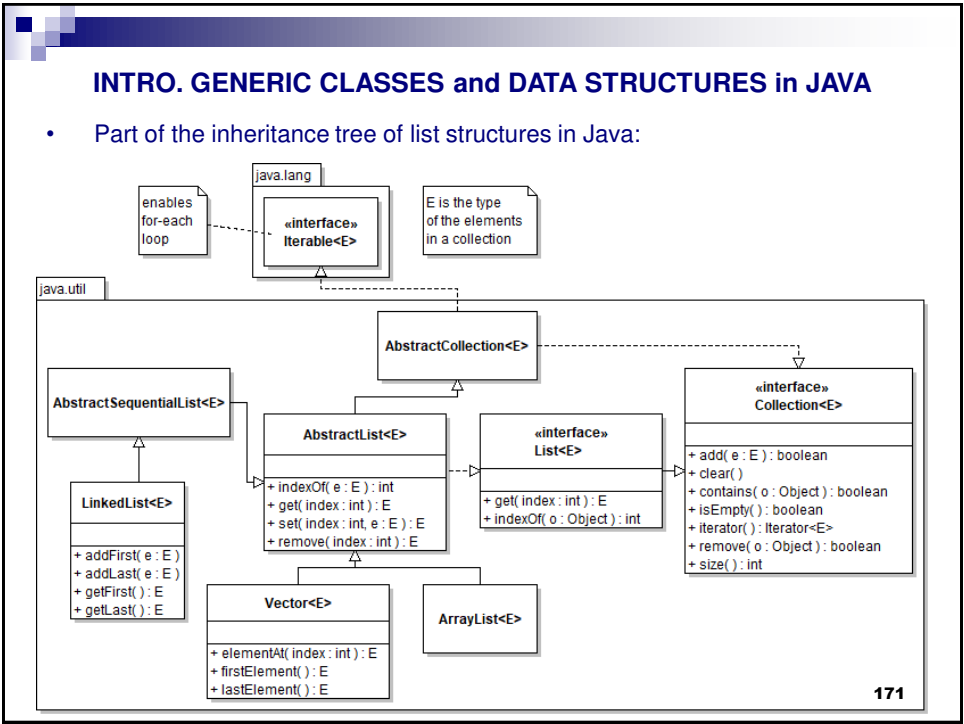 INTRO. GENERIC CLASSES and DATA STRUCTURES in JAVA
• Part of the inheritance tree of list structures in Java:
java.lang
enables
for-each
loop
«interface»
Iterable<E>
E is the type
of the elements
in a collection
java.util
AbstractCollection<E>
AbstractSequentialList<E>
«interface»
Collection<E>
+ add( e : E ) : boolean
+ clear( )
+ contains( o : Object ) : boolean
+ isEmpty( ) : boolean
+ iterator( ) : Iterator<E>
+ remove( o : Object ) : boolean
+ size( ) : int
AbstractList<E>
+ indexOf( e : E ) : int
+ get( index : int ) : E
+ set( index : int, e : E ) : E
+ remove( index : int ) : E
«interface»
List<E>
+ get( index : int ) : E
+ indexOf( o : Object ) : int
LinkedList<E>
+ addFirst( e : E )
+ addLast( e : E )
+ getFirst( ) : E
+ getLast( ) : E
Vector<E>
+ elementAt( index : int ) : E
+ firstElement( ) : E
+ lastElement( ) : E
ArrayList<E>
171